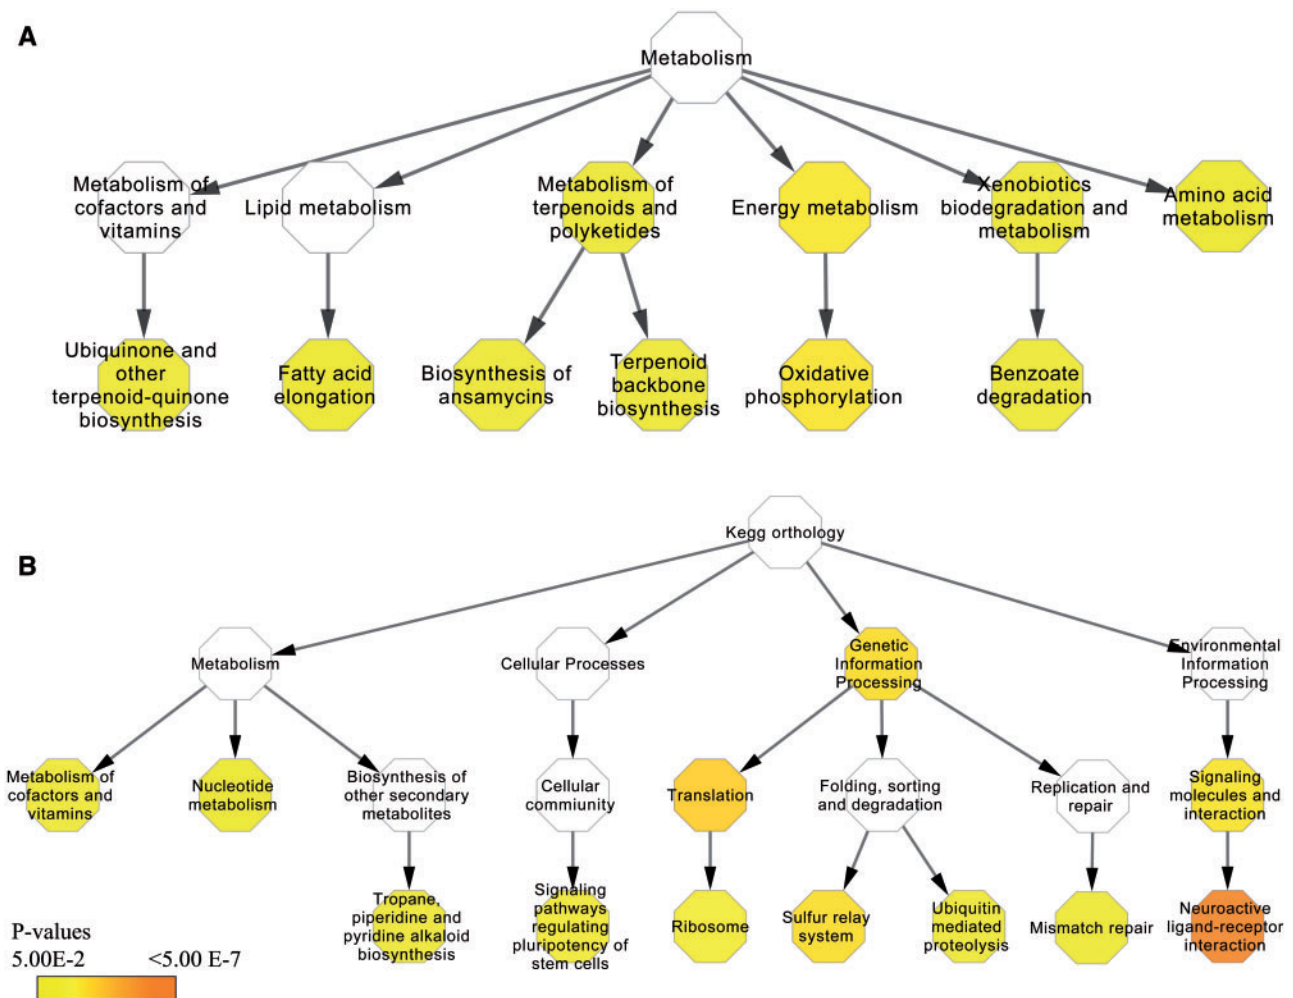 A
Metabolism
Metabolism of
cofactors and
vitamins
Lipid metabolism
Metabolism of
terpenoids and
polyketides
Energy metabolism
Xenobiotics
biodegradation and
metabolism
Amino acid
metabolism
Ubiquinone and
other
terpenoid-quinone
biosynthesis
Fatty acid
elongation
Biosynthesis of
ansamycins
Terpenoid
backbone
biosynthesis
Oxidative
phosphorylation
Benzoate
degradation
B
Kegg orthology
Metabolism
Cellular Processes
Genetic
Information
Processing
Environmental
Information
Processing
Metabolism of
cofactors and
vitamins
Nucleotide
metabolism
Biosynthesis of
other secondary
metabolites
Cellular
commiunity
Translation
Folding, sorting
and degradation
Replication and
repair
Signaling
molecules and
interaction
Tropane,
piperidine and
pyridine alkaloid
biosynthesis
Signaling
pathways
regulating
pluripotency of
stem cells
Ribosome
Sulfur relay
system
Ubiquitin
mediated
proteolysis
Mismatch repair
Neuroactive
ligand-receptor
interaction
P-values
5.00E-2 <5.00 E-7